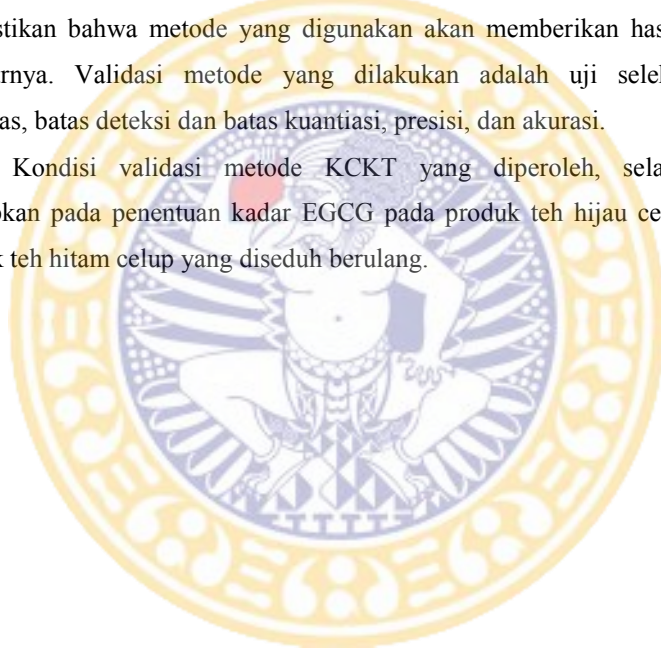 stikan bahwa metode yang digunakan akan memberikan has
rnya. Validasi metode yang dilakukan adalah uji selel
as, batas deteksi dan batas kuantiasi, presisi, dan akurasi.
Kondisi validasi metode KCKT yang diperoleh, sela
okan pada penentuan kadar EGCG pada produk teh hijau ce
k teh hitam celup yang diseduh berulang.